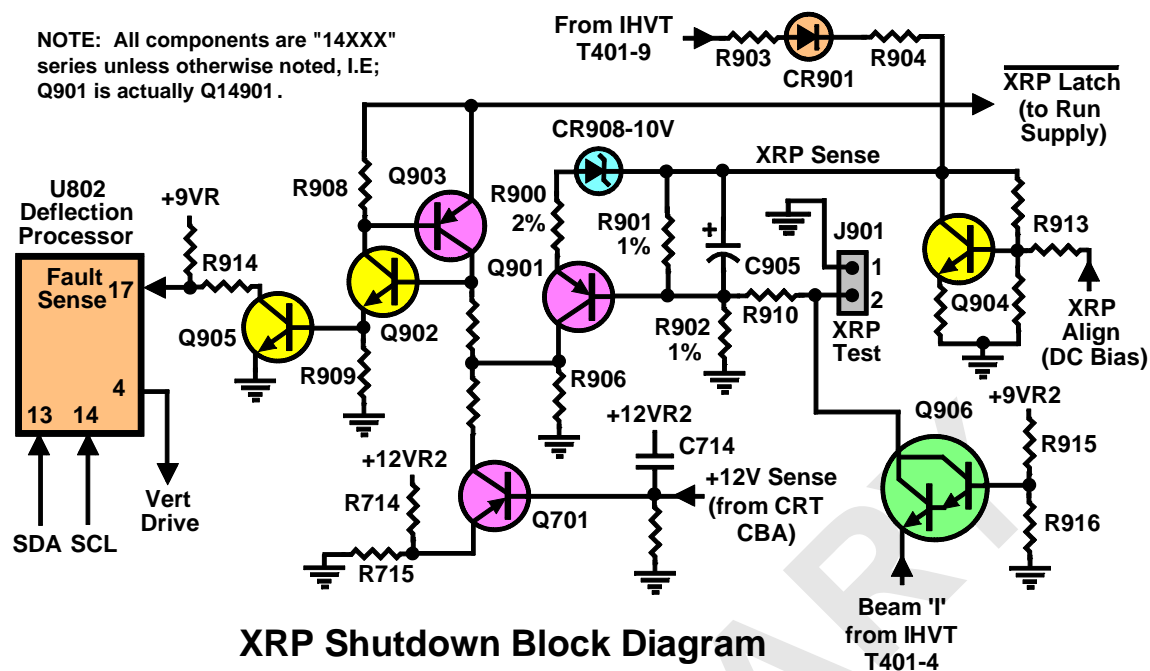 NOTE: All components are "14XXX"
series unless otherwise noted, I.E;
Q901 is actually Q14901.
From IHVT
T401-9
R903
CR901
R904
XRP Latch
(to Run
Supply)
CR908-10V
XRP Sense
U802
Deflection
Processor
+9VR
R908
Q903
R900
2%
R901
1%
C905
+
J901
1
2
XRP
Test
R913
Fault
Sense
17
R914
Q901
Q904
XRP
Align
(DC Bias)
Q905
Q902
R910
R902
1%
4
R909
R906
Q906
+9VR2
13
14
+12VR2
C714
R915
+12VR2
+12V Sense
(from CRT
CBA)
Vert
Drive
R714
Q701
R916
SDA
SCL
R715
Beam 'I'
from IHVT
T401-4
XRP Shutdown Block Diagram